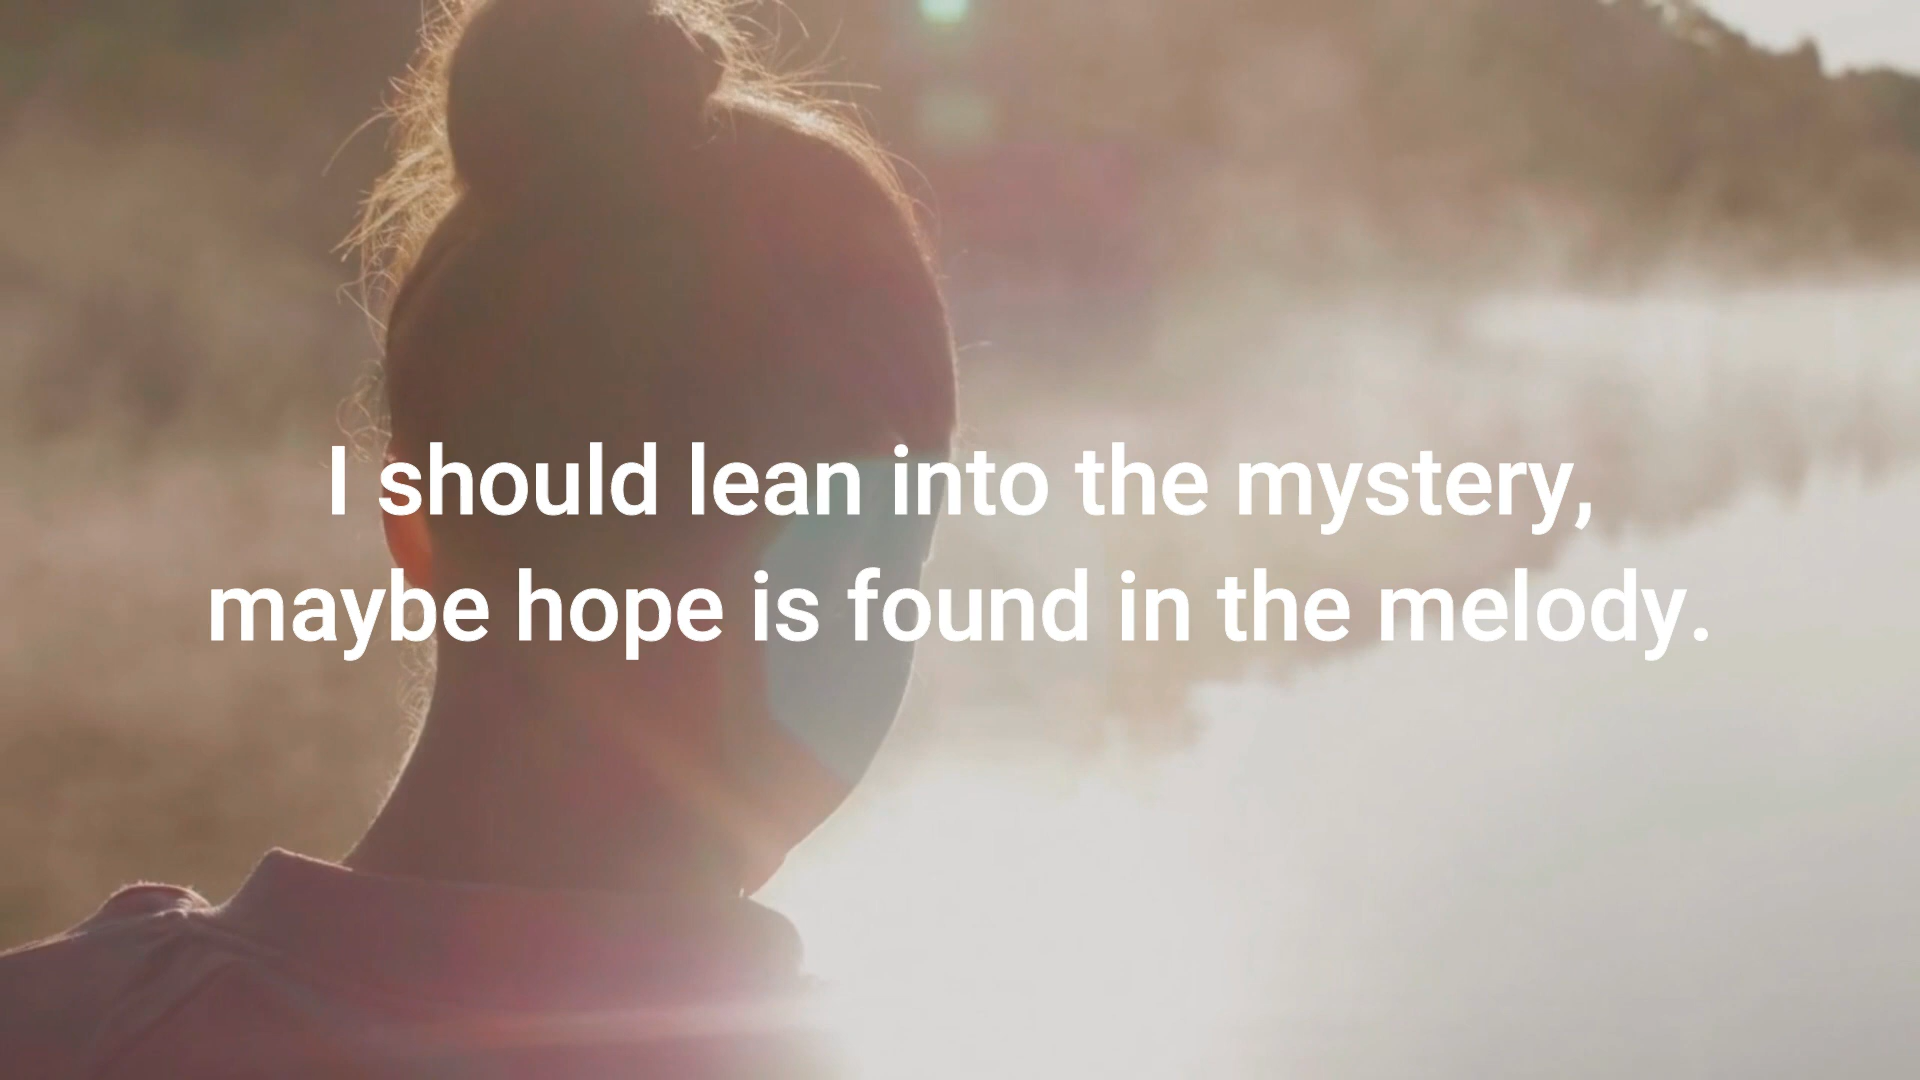 I should lean into the mystery,
maybe hope is found in the melody.